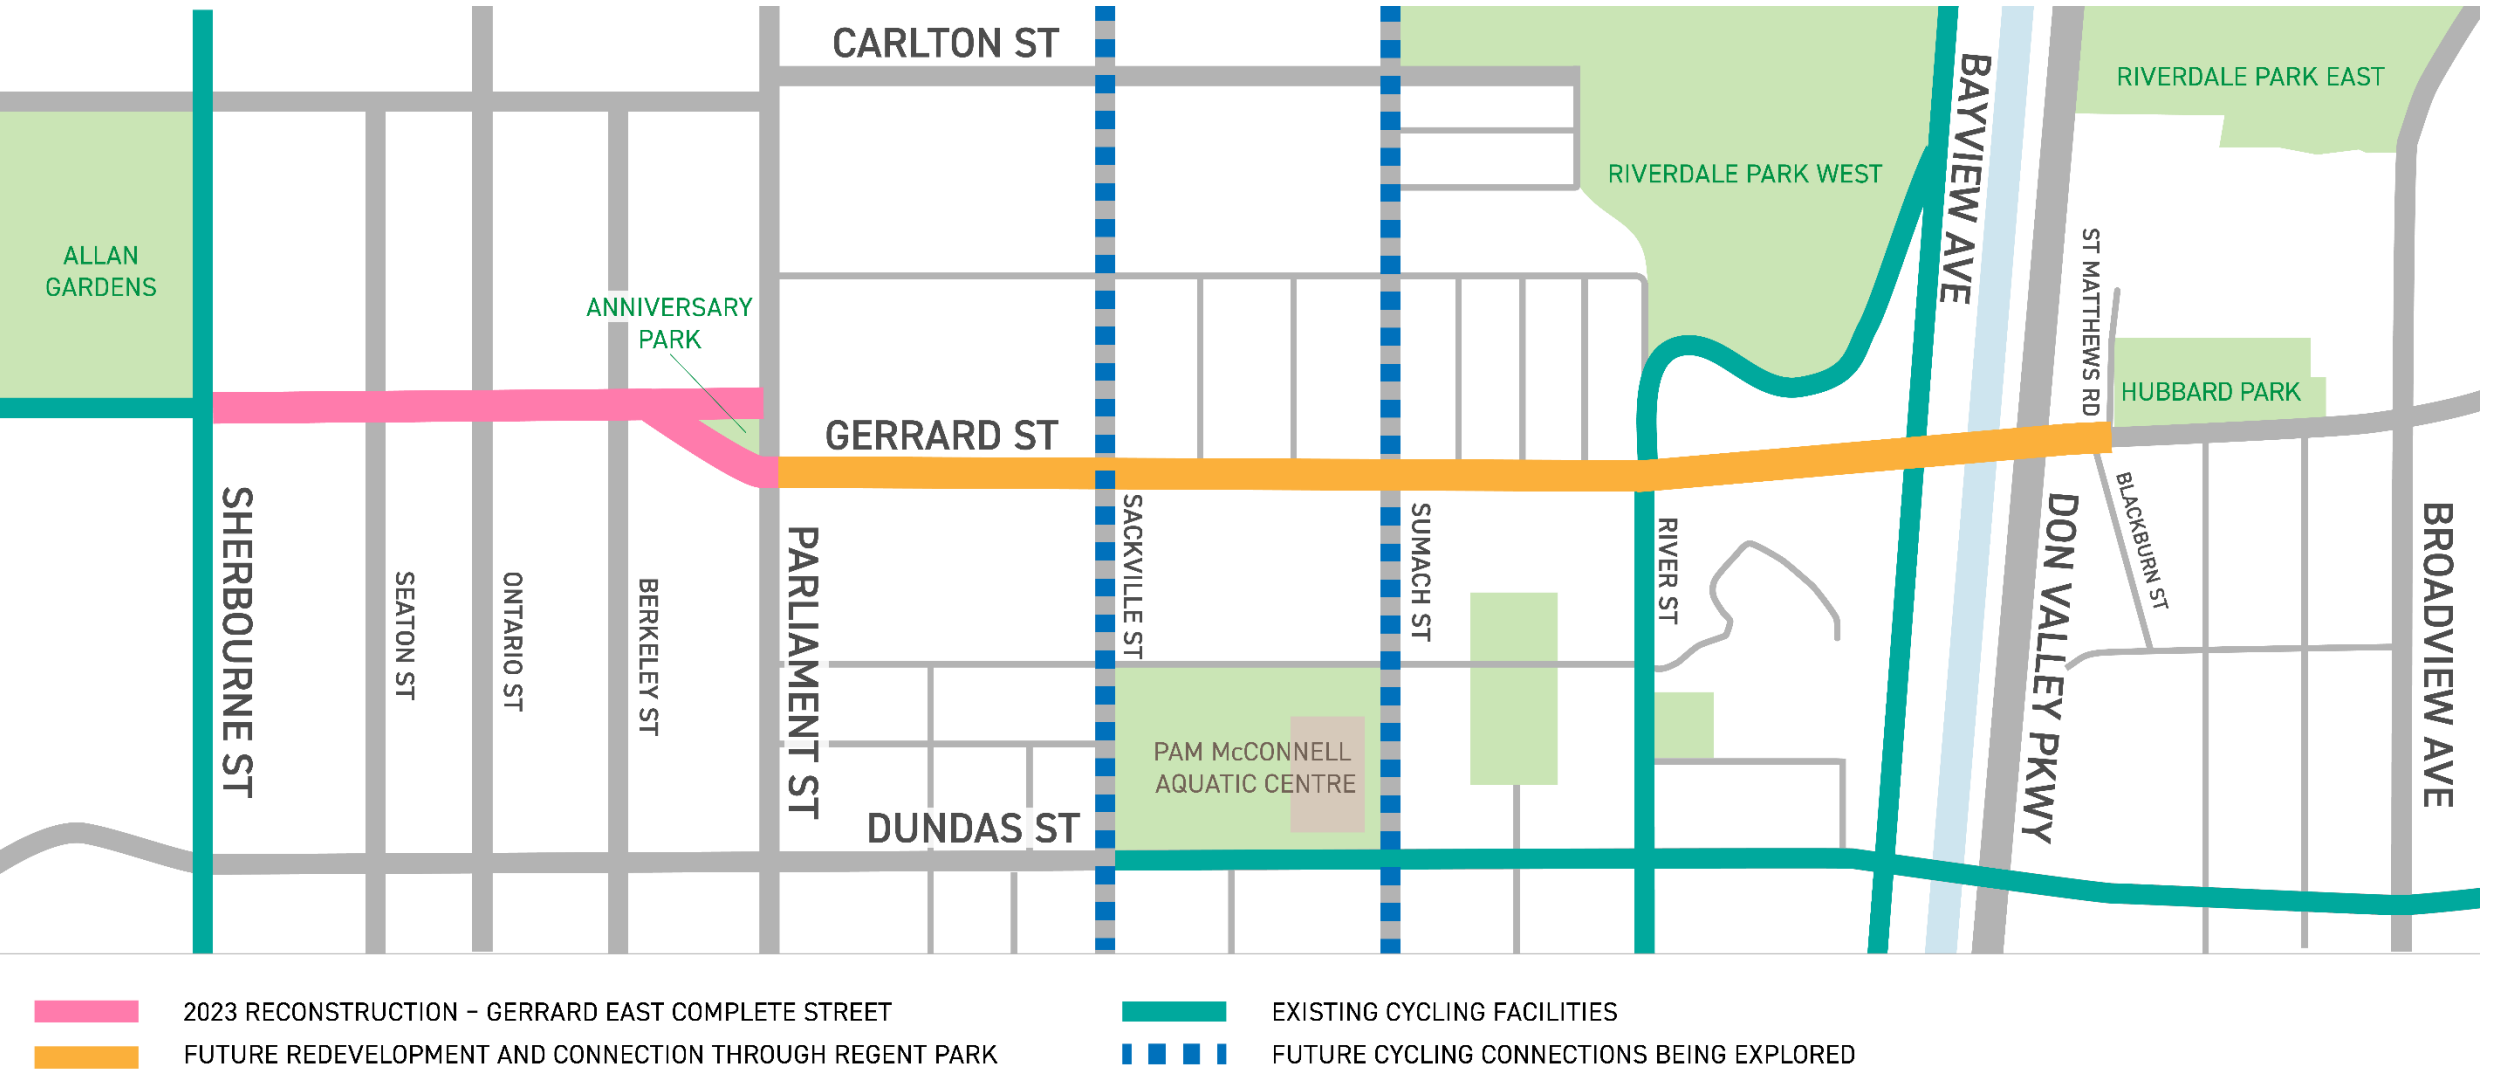 CARLTON ST
BAYVIEW AVE
RIVERDALE PARK EAST
RIVERDALE PARK WEST
ALLAN
GARDENS
ANNIVERSARY
PARK
ST MATTHEWS RD
HUBBARD PARK
GERRARD ST
SHERBOURNE ST
SEATON ST
ONTARIO ST
BERKELEY ST
PARLIAMENT ST
SACKVILLE ST
SUMACH ST
RIVER ST
DON VALLEY PKWY
BLACKBURN ST
BROADVIEW AVE
PAM McCONNELL
AQUATIC CENTRE
DUNDAS ST
2023 RECONSTRUCTION – GERRARD EAST COMPLETE STREET
FUTURE REDEVELOPMENT AND CONNECTION THROUGH REGENT PARK
EXISTING CYCLING FACILITIES
FUTURE CYCLING CONNECTIONS BEING EXPLORED